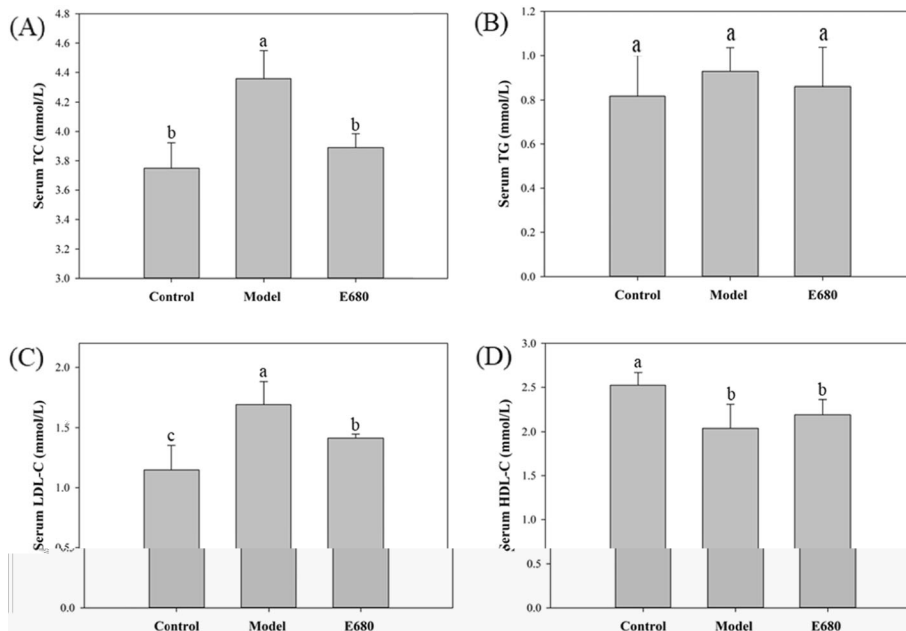 (A)
Serum TC (mmol/L)
4.8
4.6
4.4
4.2
4.0
3.8
3.6
3.4
3.2
3.0
b
a
b
Control Model E680
(B)
Serum TG (mmol/L)
1.2
1.0
0.8
0.6
0.4
0.2
0.0
a
a
a
Control Model E680
(C)
Serum LDL-C (mmol/L)
2.0
1.5
1.0
0.5
0.0
c
a
b
Control Model E680
(D)
Serum HDL-C (mmol/L)
3.0
2.5
2.0
1.5
1.0
0.5
0.0
a
b
b
Control Model E680